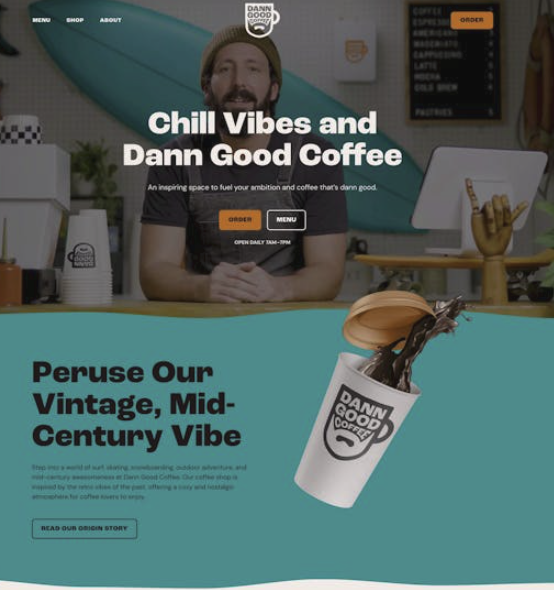 MENU SHOP ABOUT
DANN
GOOD
COFFEE
ORDER
COFFEE
ESPRESSO
AMERICANO
MACCHIATO
CAPPUCCINO
LATTE
MOCHA
COLD BREW
PASTRIES
Chill Vibes and
Dann Good Coffee
An inspiring space to fuel your ambition and coffee that's dann good.
ORDER MENU
OPEN DAILY 7AM–7PM
Peruse Our
Vintage, Mid-
Century Vibe
Step into a world of surf, skating, snowboarding, outdoor adventure, and
mid-century awesomeness at Dann Good Coffee. Our coffee shop is
inspired by the retro vibes of the past, offering a cozy and nostalgic
atmosphere for coffee lovers to enjoy.
READ OUR ORIGIN STORY
DANN
GOOD
COFFEE